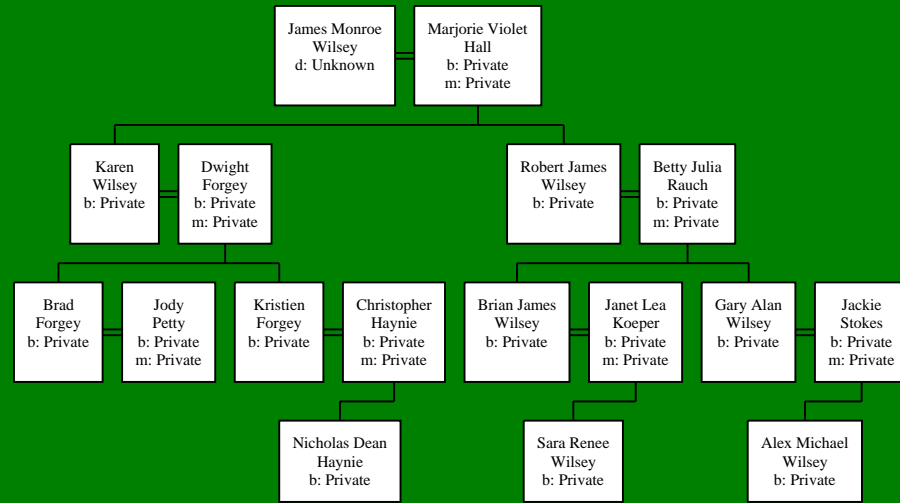 James Monroe
Wilsey
d: Unknown
Marjorie Violet
Hall
b: Private
m: Private
Karen
Wilsey
b: Private
Dwight
Forgey
b: Private
m: Private
Robert James
Wilsey
b: Private
Betty Julia
Rauch
b: Private
m: Private
Brad
Forgey
b: Private
Jody
Petty
b: Private
m: Private
Kristien
Forgey
b: Private
Christopher
Haynie
b: Private
m: Private
Brian James
Wilsey
b: Private
Janet Lea
Koeper
b: Private
m: Private
Gary Alan
Wilsey
b: Private
Jackie
Stokes
b: Private
m: Private
Nicholas Dean
Haynie
b: Private
Sara Renee
Wilsey
b: Private
Alex Michael
Wilsey
b: Private